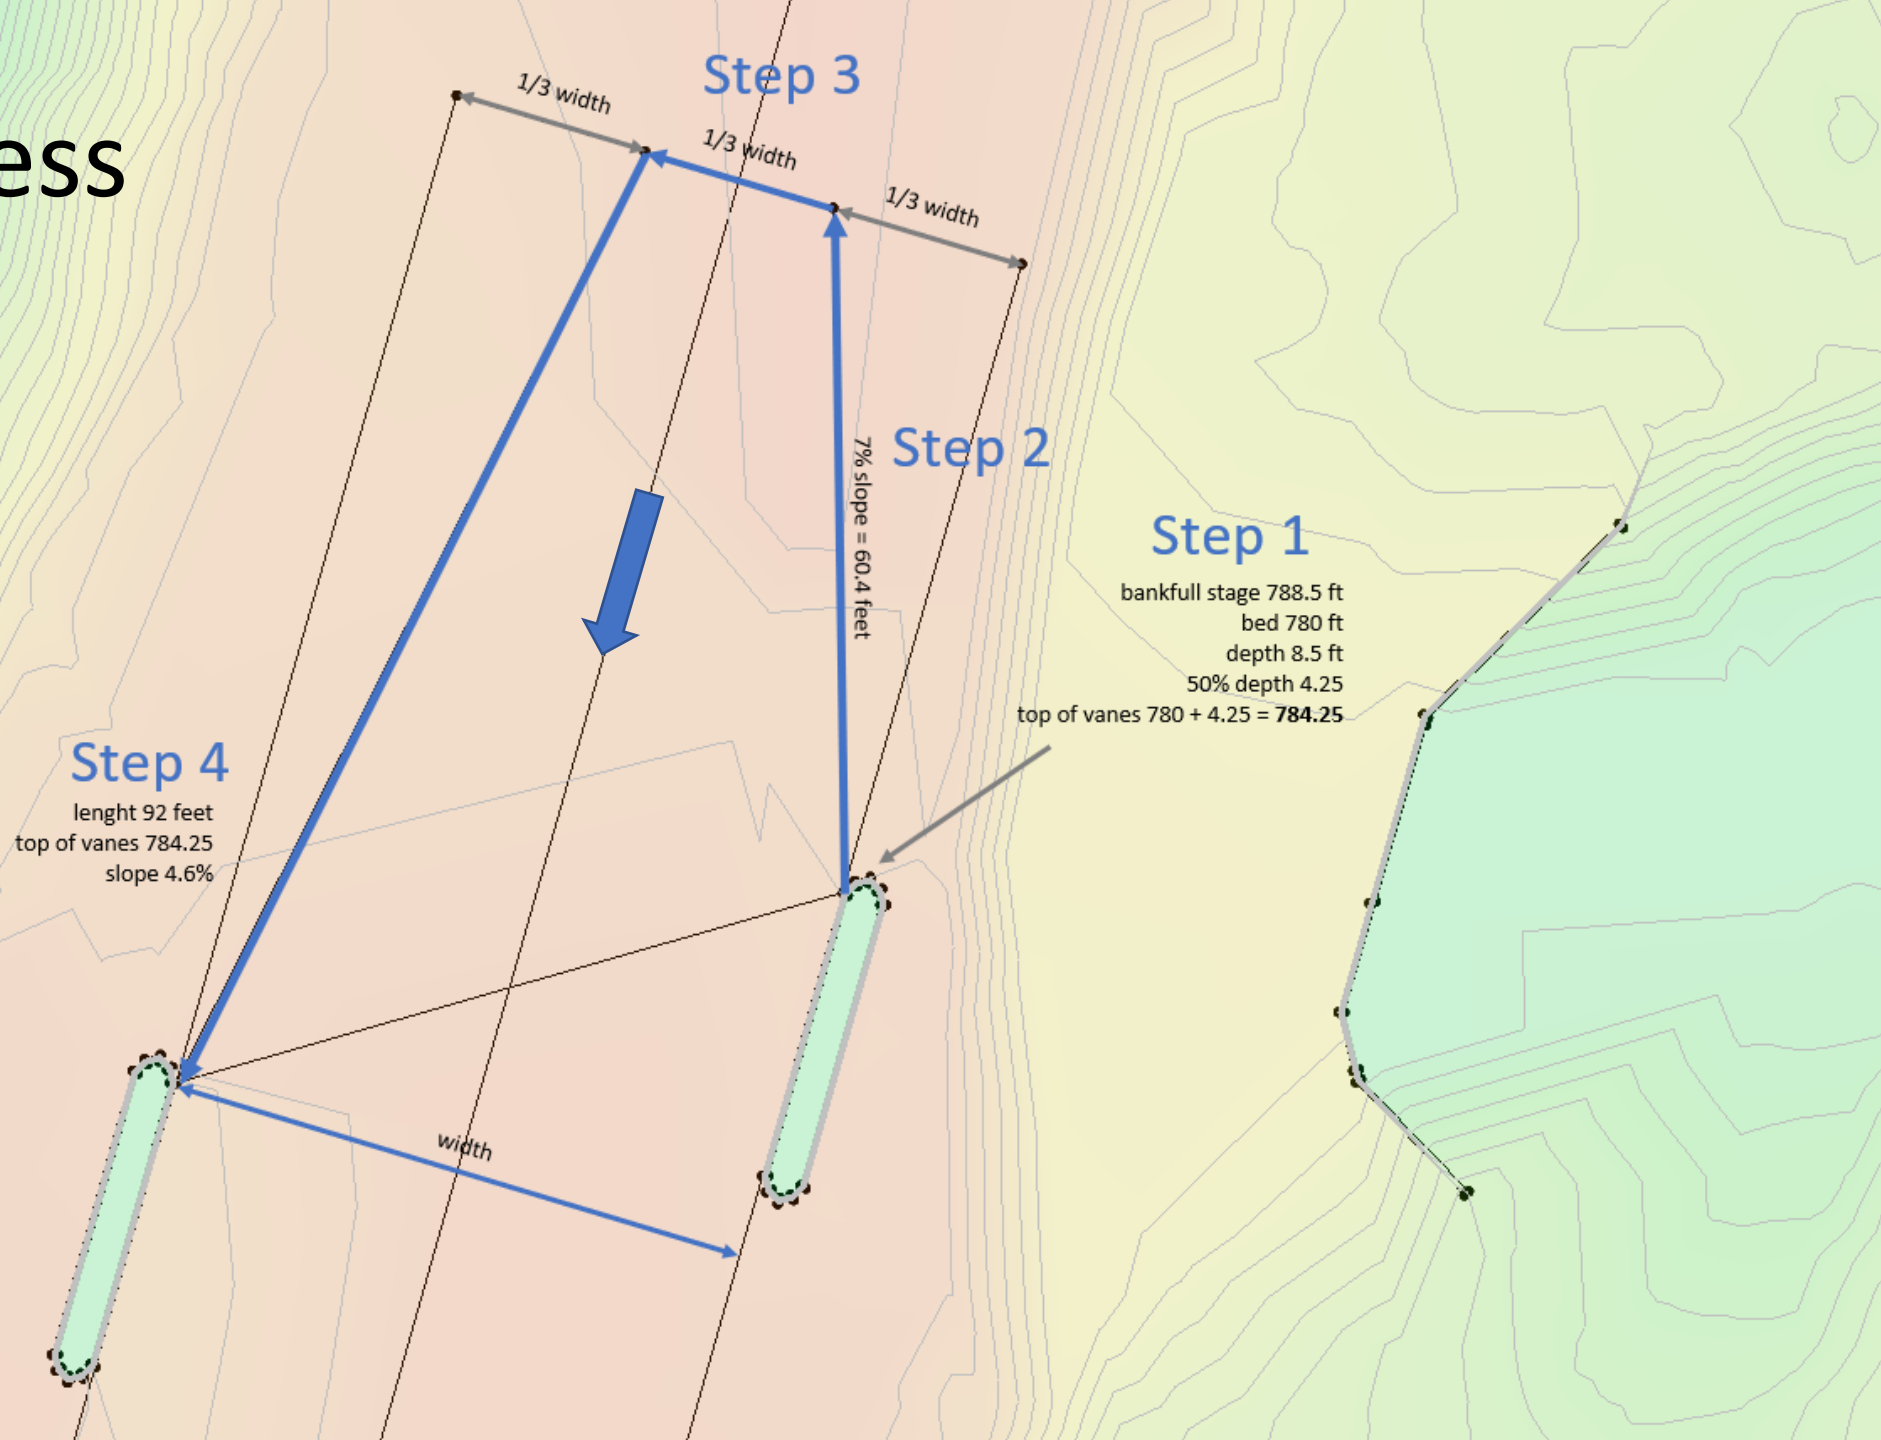 ess
Step 3
1/3 width
1/3 width
1/3 width
Step 2
7% slope = 60.4 feet
Step 1
bankfull stage 788.5 ft
bed 780 ft
depth 8.5 ft
50% depth 4.25
top of vanes 780 + 4.25 = 784.25
Step 4
lenght 92 feet
top of vanes 784.25
slope 4.6%
width